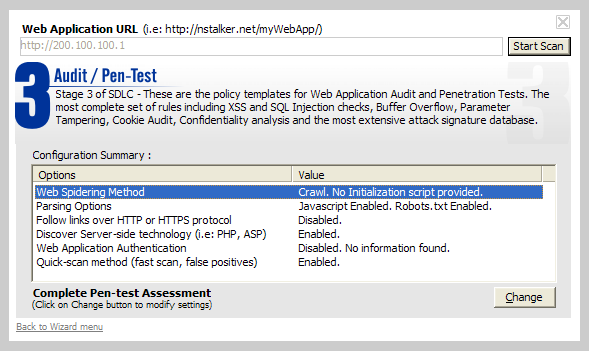 Web Application URL (i.e: http://nstalker.net/myWebApp/)
http://200.100.100.1
Start Scan
3 Audit / Pen-Test
Stage 3 of SDLC - These are the policy templates for Web Application Audit and Penetration Tests. The
most complete set of rules including XSS and SQL Injection checks, Buffer Overflow, Parameter
Tampering, Cookie Audit, Confidentiality analysis and the most extensive attack signature database.
3
Configuration Summary :
Options Value
Web Spidering Method Crawl. No Initialization script provided.
Parsing Options Javascript Enabled. Robots.txt Enabled.
Follow links over HTTP or HTTPS protocol Disabled.
Discover Server-side technology (i.e: PHP, ASP) Enabled.
Web Application Authentication Disabled. No information found.
Quick-scan method (fast scan, false positives) Enabled.
Complete Pen-test Assessment
(Click on Change button to modify settings)
Change
Back to Wizard menu